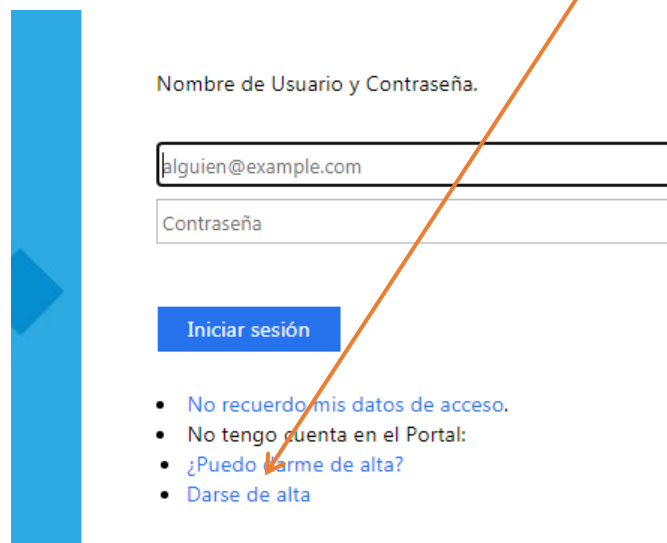 Nombre de Usuario y Contraseña.
alguien@example.com
Contraseña
Iniciar sesión
No recuerdo mis datos de acceso.
No tengo cuenta en el Portal:
¿Puedo darme de alta?
Darse de alta